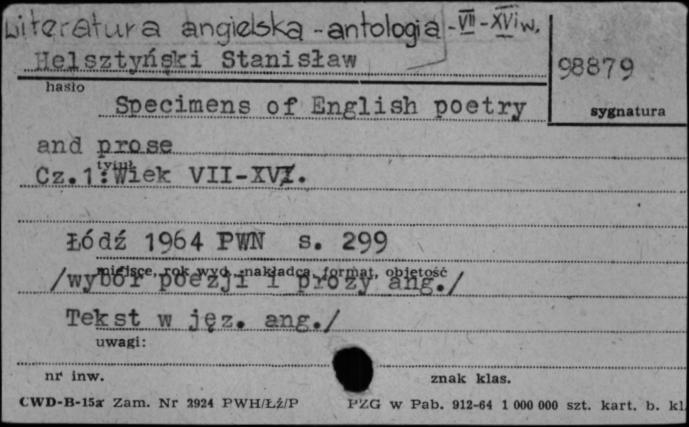 Literatura angielska - antologia - VII - XVI w.
Helsztyński Stanisław
98879
hasło
Specimens of English poetry
sygnatura
and prose
tytuł
Cz.1:Wiek VII-XVI.
Łódź 1964 PWN s. 299
miejsce, rok wyd., nakładca, format, objętość
/wybór poezji i prozy ang./
Tekst w jęz. ang./
uwagi:
nr inw. znak klas.
CWD-B-15a Zam. Nr 2924 PWH/Łź/P PZG w Pab. 912-64 1 000 000 szt. kart. b. kl.